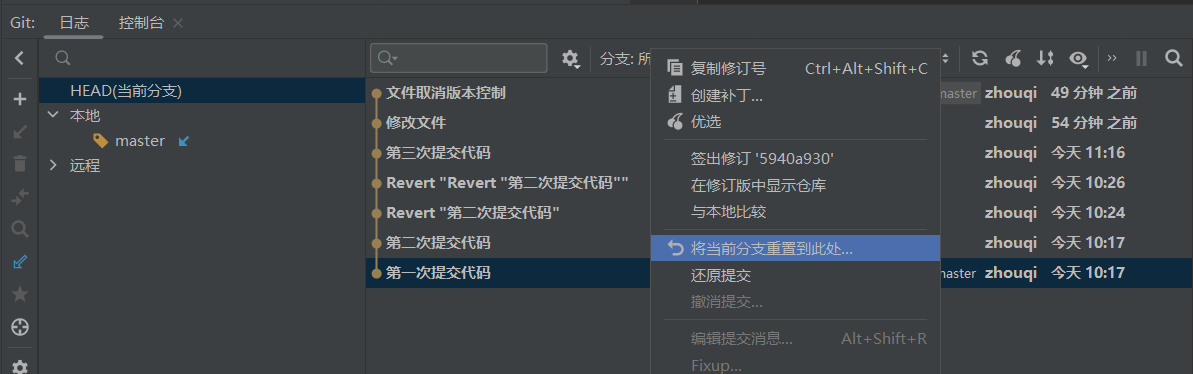 Git: 日志 控制台
分支: 所
HEAD(当前分支)
本地
master
远程
文件取消版本控制 master zhouqi 49 分钟 之前
修改文件 zhouqi 54 分钟 之前
第三次提交代码 zhouqi 今天 11:16
Revert "Revert "第二次提交代码"" zhouqi 今天 10:26
Revert "第二次提交代码" zhouqi 今天 10:24
第二次提交代码 zhouqi 今天 10:17
第一次提交代码 master zhouqi 今天 10:17
复制修订号 Ctrl+Alt+Shift+C
创建补丁...
优选
签出修订 '5940a930'
在修订版中显示仓库
与本地比较
将当前分支重置到此处...
还原提交
撤消提交...
编辑提交消息... Alt+Shift+R
Fixup...